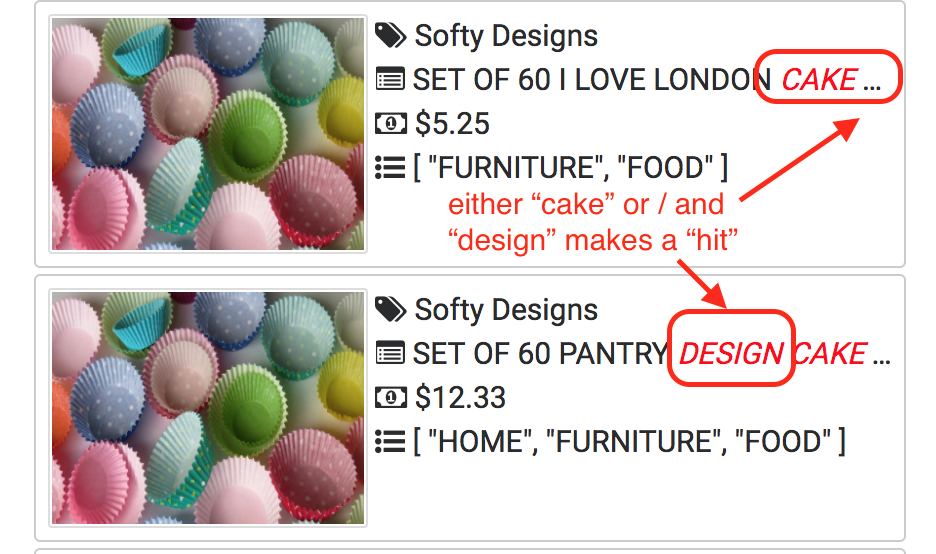 Softy Designs
SET OF 60 I LOVE LONDON CAKE ...
$5.25
[ "FURNITURE", "FOOD" ]
either “cake” or / and
“design” makes a “hit”
Softy Designs
SET OF 60 PANTRY DESIGN CAKE ...
$12.33
[ "HOME", "FURNITURE", "FOOD" ]